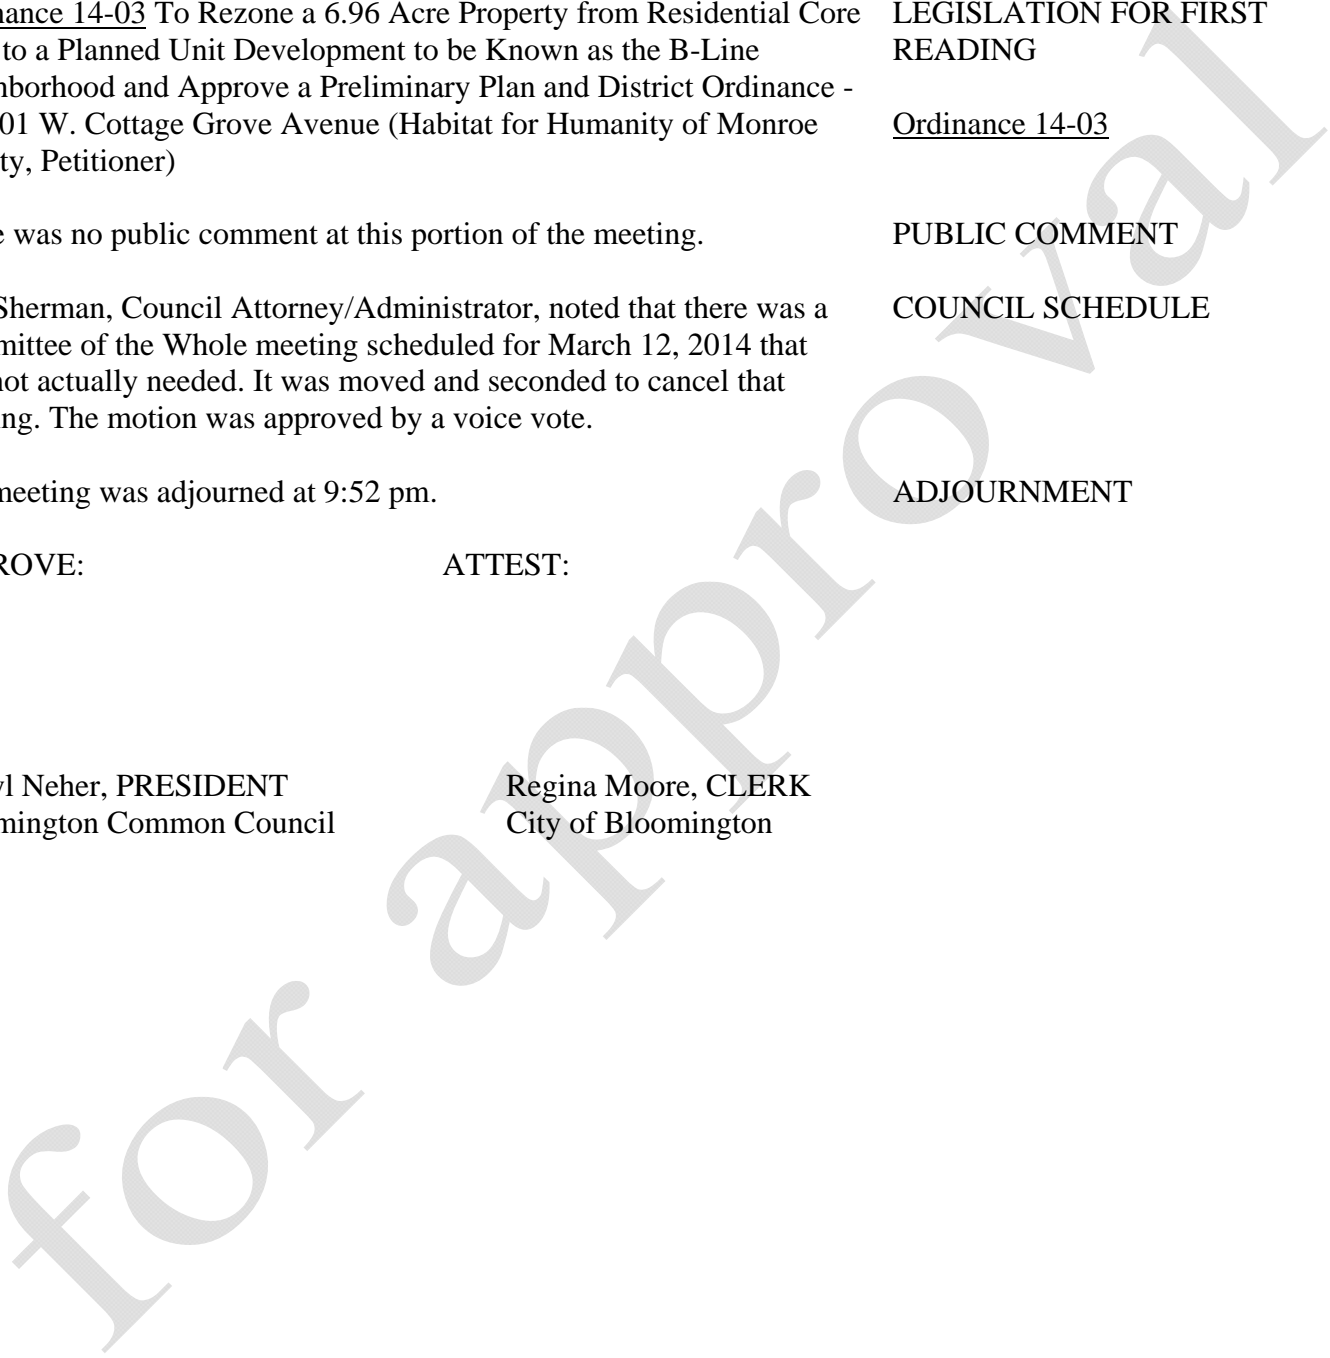 14-03 To Rezone a 6.96 Acre Property from Residential Core
to a Planned Unit Development to be Known as the B-Line
and Approve a Preliminary Plan and District Ordinance -
W. Cottage Grove Avenue (Habitat for Humanity of Monroe
Petitioner)
LEGISLATION FOR FIRST
READING
Ordinance 14-03
was no public comment at this portion of the meeting.
PUBLIC COMMENT
Sherman, Council Attorney/Administrator, noted that there was a
of the Whole meeting scheduled for March 12, 2014 that
not actually needed. It was moved and seconded to cancel that
The motion was approved by a voice vote.
COUNCIL SCHEDULE
meeting was adjourned at 9:52 pm.
ADJOURNMENT
ROVE:
ATTEST:
Neher, PRESIDENT
mington Common Council
Regina Moore, CLERK
City of Bloomington
for approval